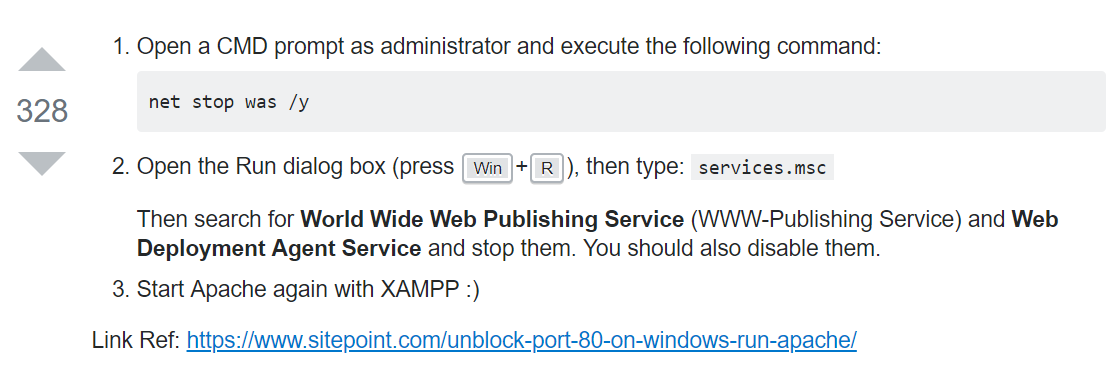 1. Open a CMD prompt as administrator and execute the following command:
net stop was /y
328
2. Open the Run dialog box (press Win + R ), then type: services.msc
Then search for World Wide Web Publishing Service (WWW-Publishing Service) and Web
Deployment Agent Service and stop them. You should also disable them.
3. Start Apache again with XAMPP :)
Link Ref: https://www.sitepoint.com/unblock-port-80-on-windows-run-apache/